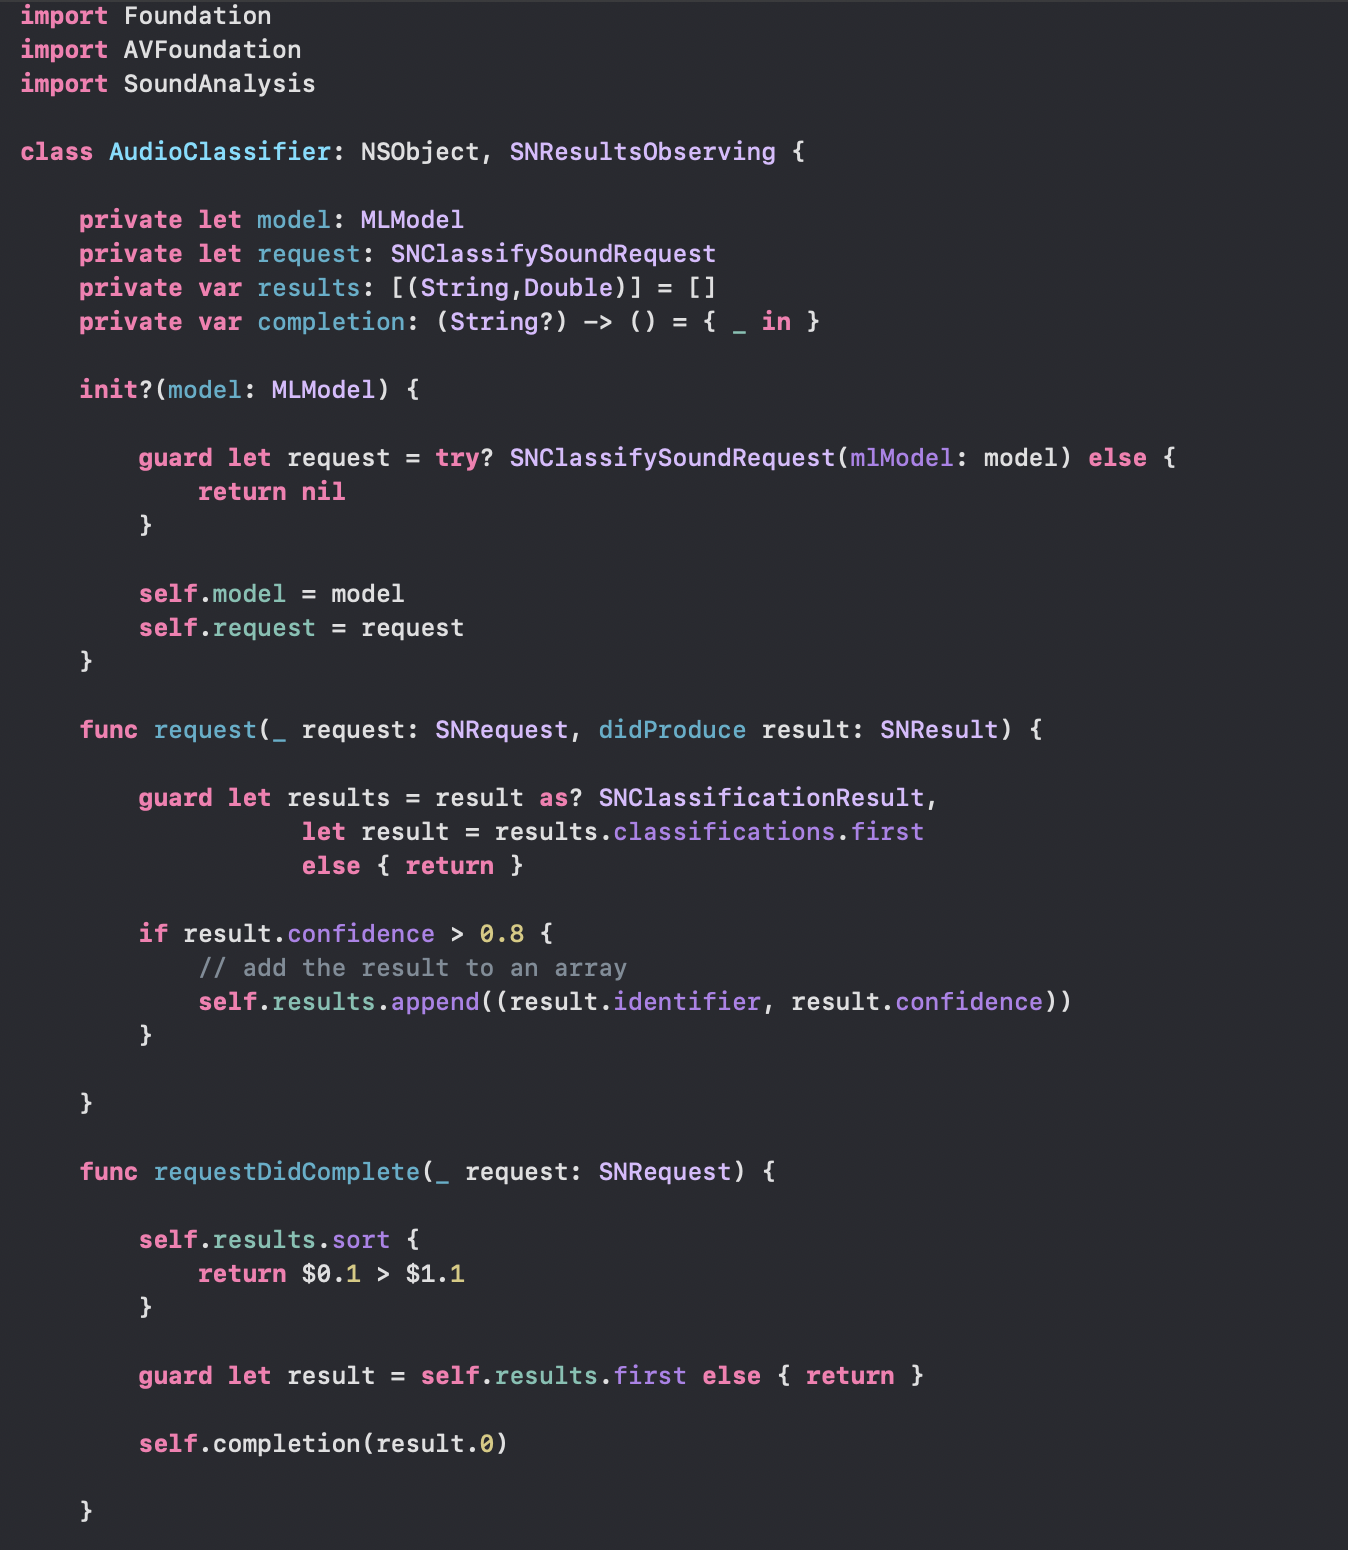 import Foundation
import AVFoundation
import SoundAnalysis
class AudioClassifier: NSObject, SNResultsObserving {
private let model: MLModel
private let request: SNClassifySoundRequest
private var results: [(String,Double)] = []
private var completion: (String?) -> () = { _ in }
init?(model: MLModel) {
guard let request = try? SNClassifySoundRequest(mlModel: model) else {
return nil
}
self.model = model
self.request = request
}
func request(_ request: SNRequest, didProduce result: SNResult) {
guard let results = result as? SNClassificationResult,
let result = results.classifications.first
else { return }
if result.confidence > 0.8 {
// add the result to an array
self.results.append((result.identifier, result.confidence))
}
}
func requestDidComplete(_ request: SNRequest) {
self.results.sort {
return $0.1 > $1.1
}
guard let result = self.results.first else { return }
self.completion(result.0)
}